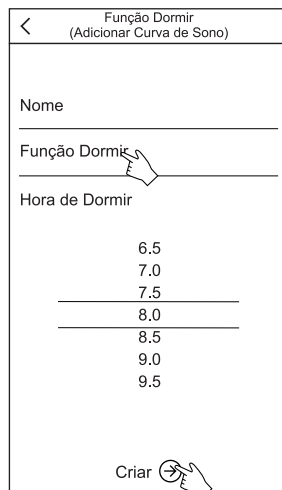 Função Dormir
(Adicionar Curva de Sono)
Nome
Função Dormir
Hora de Dormir
6.5
7.0
7.5
8.0
8.5
9.0
9.5
Criar